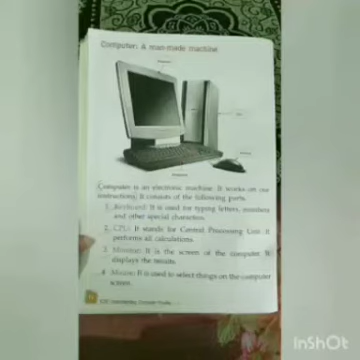 Computer: A man-made machine
Computer is an electronic machine. It works on our
instructions. It consists of the following parts.
1. Keyboard: It is used for typing letters, numbers
and other special characters.
2. CPU: It stands for Central Processing Unit. It
performs all calculations.
3. Monitor: It is the screen of the computer. It
displays the results.
4. Mouse: It is used to select things on the computer
screen.
InShOt